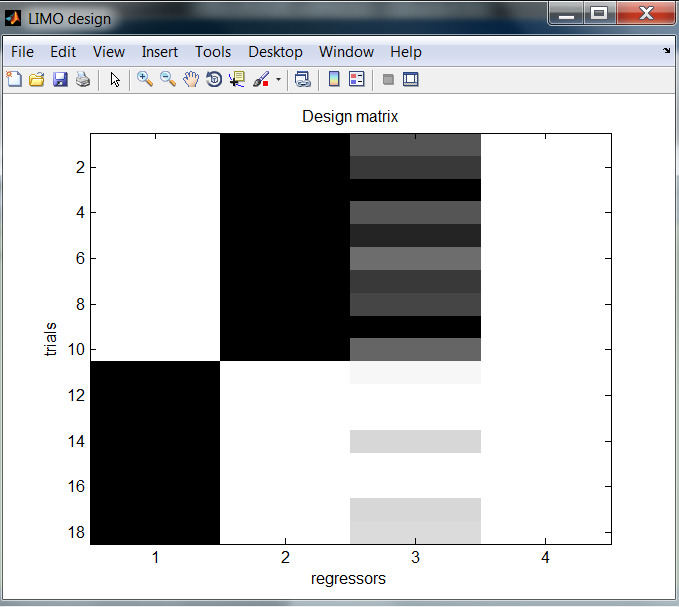 LIMO design
File Edit View Insert Tools Desktop Window Help
Design matrix
2
4
6
8
10
12
14
16
18
trials
1 2 3 4
regressors